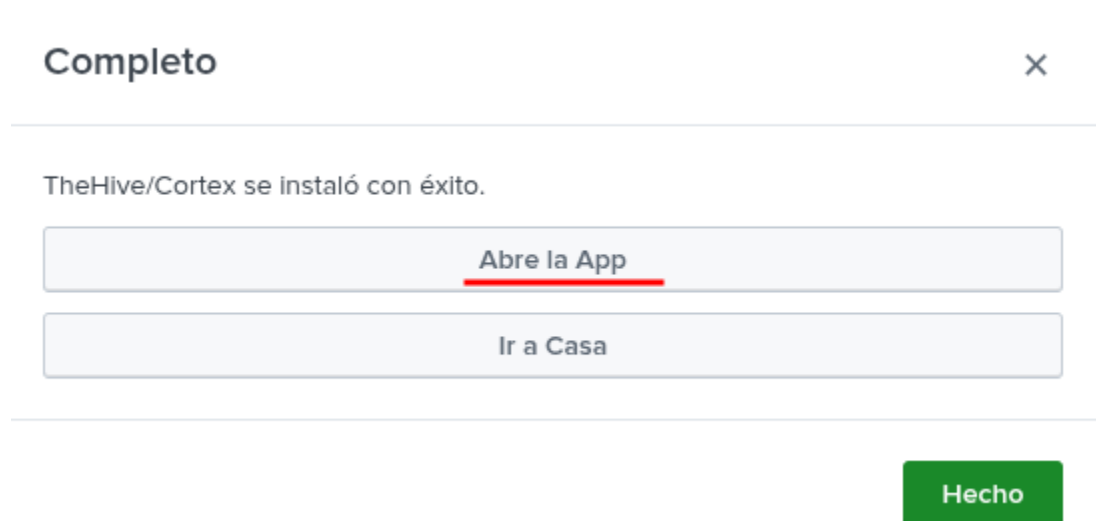 Completo
TheHive/Cortex se instaló con éxito.
Abre la App
Ir a Casa
Hecho